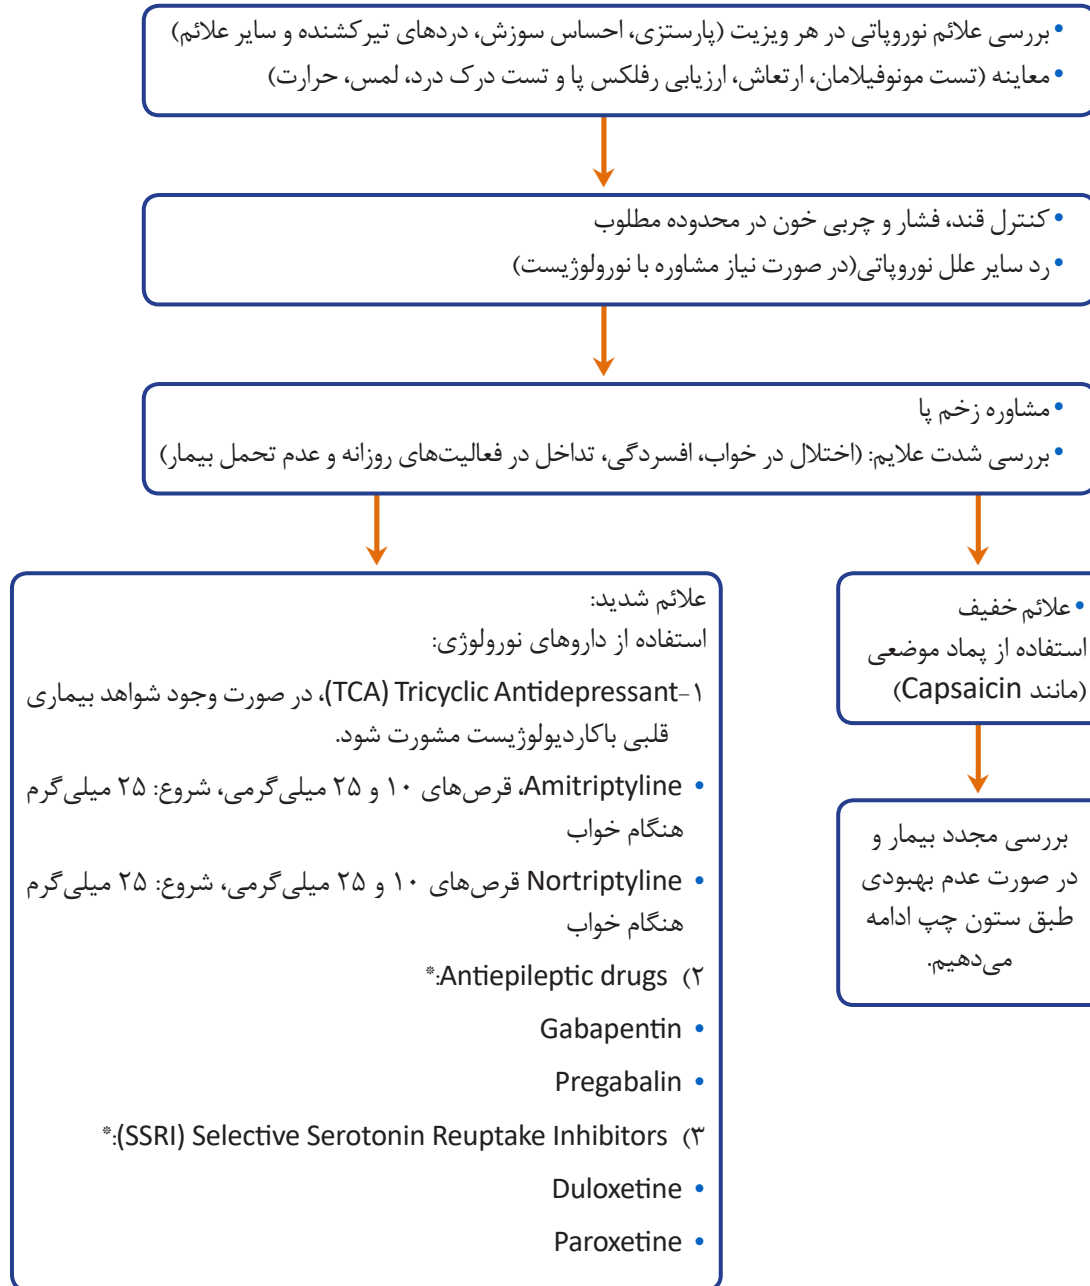 • بررسی علائم نوروپاتی در هر ویزیت (پارستزی، احساس سوزش، دردهای تیرکشنده و سایر علائم)
• معاینه (تست مونوفیلامان، ارتعاش، ارزیابی رفلکس پا و تست درک درد، لمس، حرارت)
• کنترل قند، فشار و چربی خون در محدوده مطلوب
• رد سایر علل نوروپاتی(در صورت نیاز مشاوره با نورولوژیست)
• مشاوره زخم پا
• بررسی شدت علایم: (اختلال در خواب، افسردگی، تداخل در فعالیت‌های روزانه و عدم تحمل بیمار)
• علائم خفیف
استفاده از پماد موضعی
(مانند Capsaicin)
بررسی مجدد بیمار و
در صورت عدم بهبودی
طبق ستون چپ ادامه
می‌دهیم.
علائم شدید:
استفاده از داروهای نورولوژی:
۱-Tricyclic Antidepressant (TCA)، در صورت وجود شواهد بیماری
قلبی باکاردیولوژیست مشورت شود.
• Amitriptyline، قرص‌های ۱۰ و ۲۵ میلی‌گرمی، شروع: ۲۵ میلی‌گرم
هنگام خواب
• Nortriptyline قرص‌های ۱۰ و ۲۵ میلی‌گرمی، شروع: ۲۵ میلی‌گرم
هنگام خواب
۲) Antiepileptic drugs:*
• Gabapentin
• Pregabalin
۳) Selective Serotonin Reuptake Inhibitors (SSRI):*
• Duloxetine
• Paroxetine